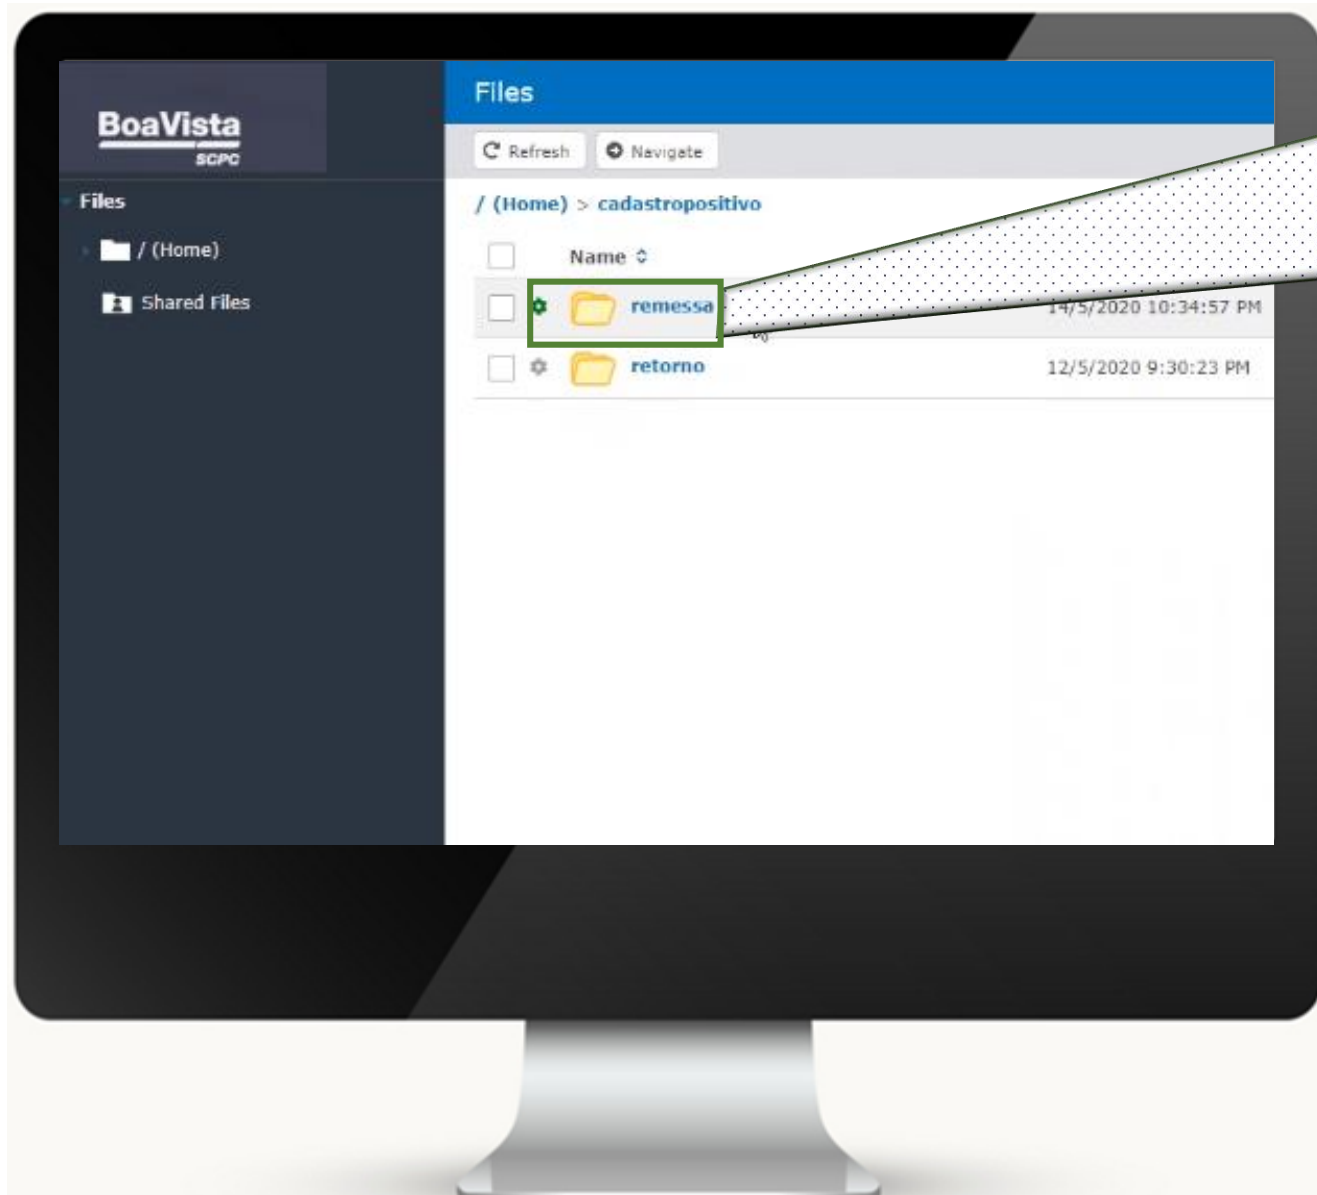 BoaVista
SCPC
Files
/ (Home)
Shared Files
Files
Refresh
Navigate
/ (Home) > cadastropositivo
Name
remessa
14/5/2020 10:34:57 PM
retorno
12/5/2020 9:30:23 PM